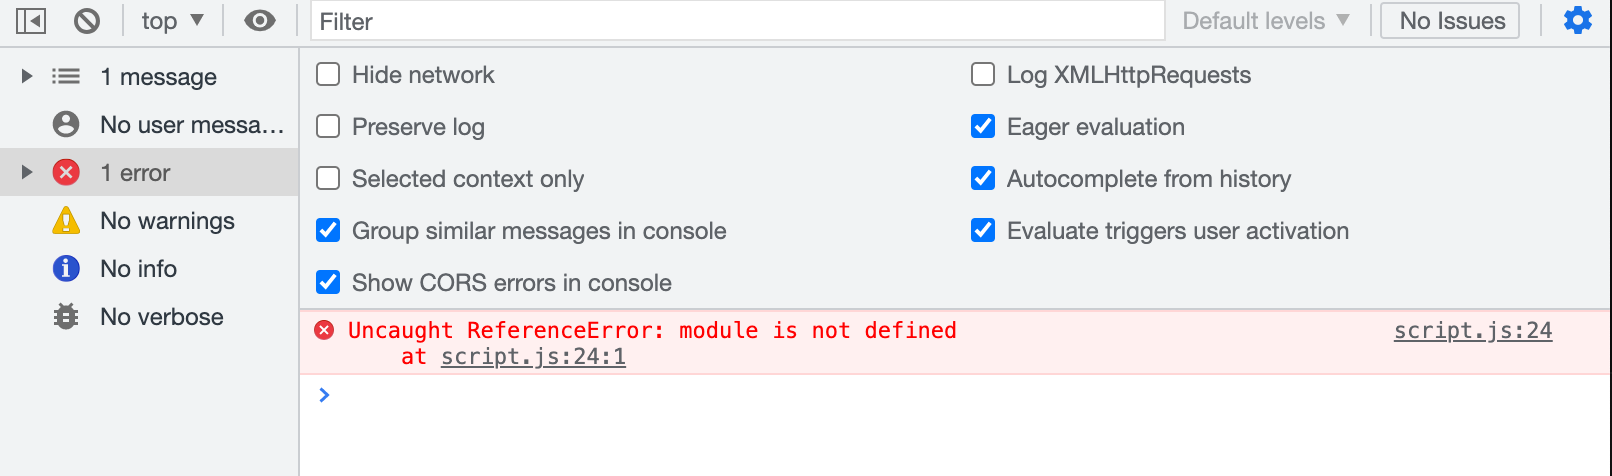 top ▼ Filter Default levels ▼ No Issues
1 message
No user messa...
1 error
No warnings
No info
No verbose
Hide network
Log XMLHttpRequests
Preserve log
Eager evaluation
Selected context only
Autocomplete from history
Group similar messages in console
Evaluate triggers user activation
Show CORS errors in console
Uncaught ReferenceError: module is not defined script.js:24
at script.js:24:1